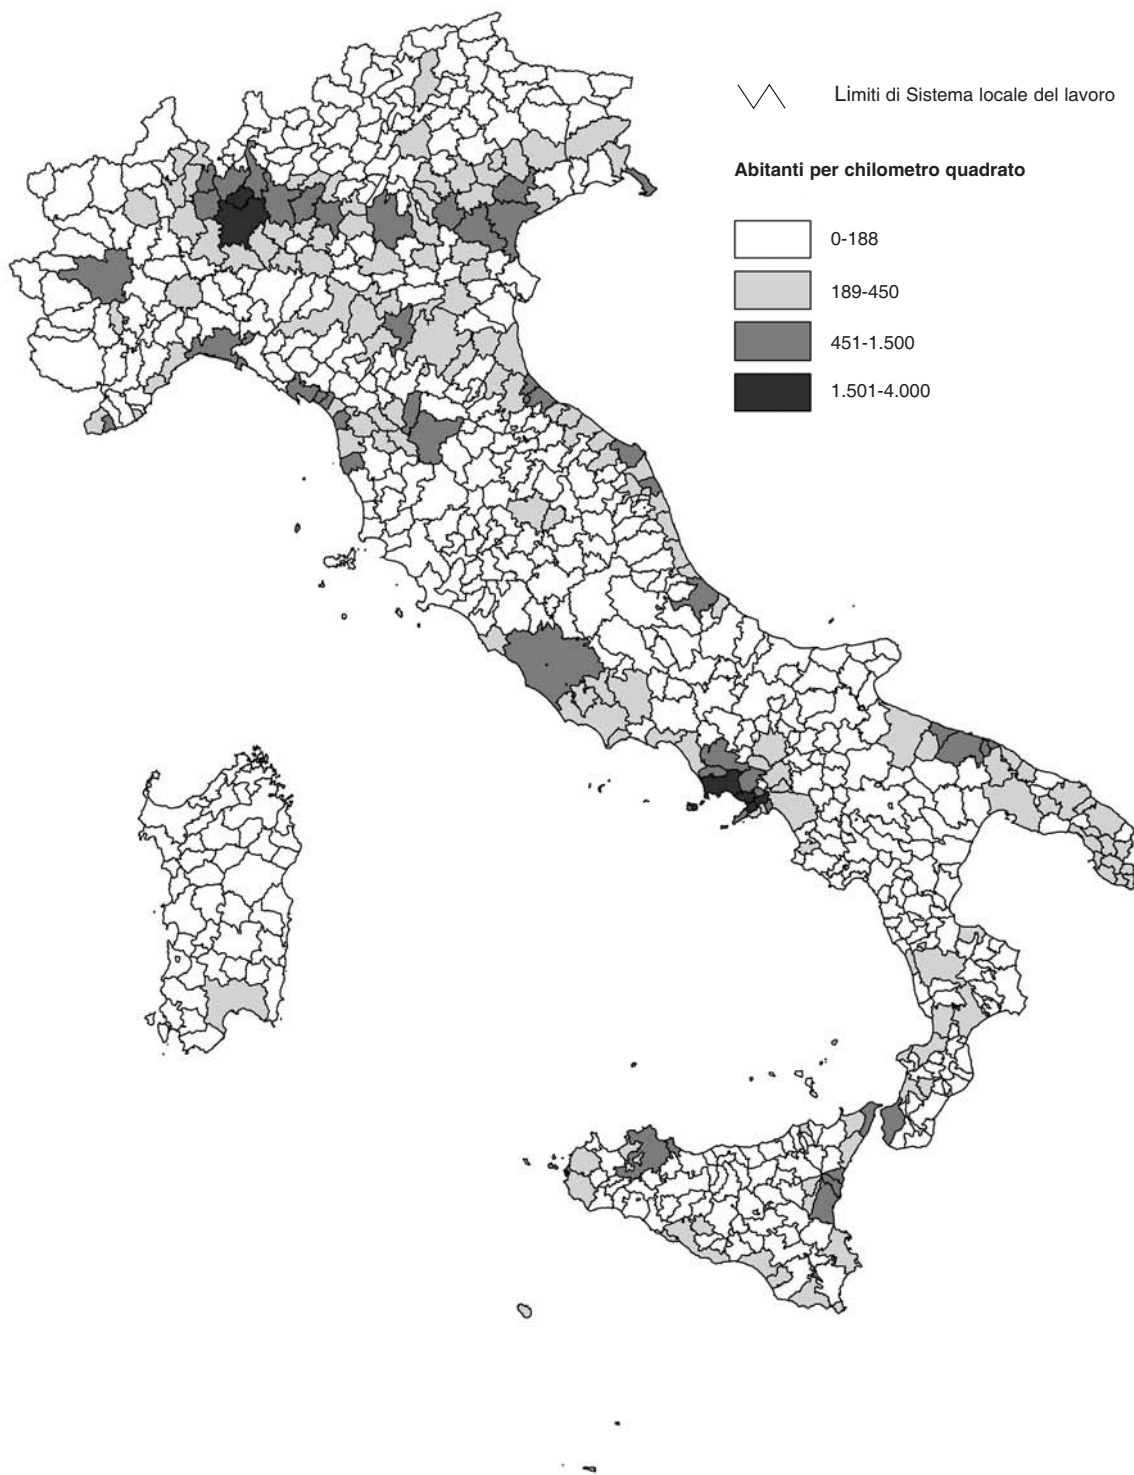 Limiti di Sistema locale del lavoro
Abitanti per chilometro quadrato
0-188
189-450
451-1.500
1.501-4.000